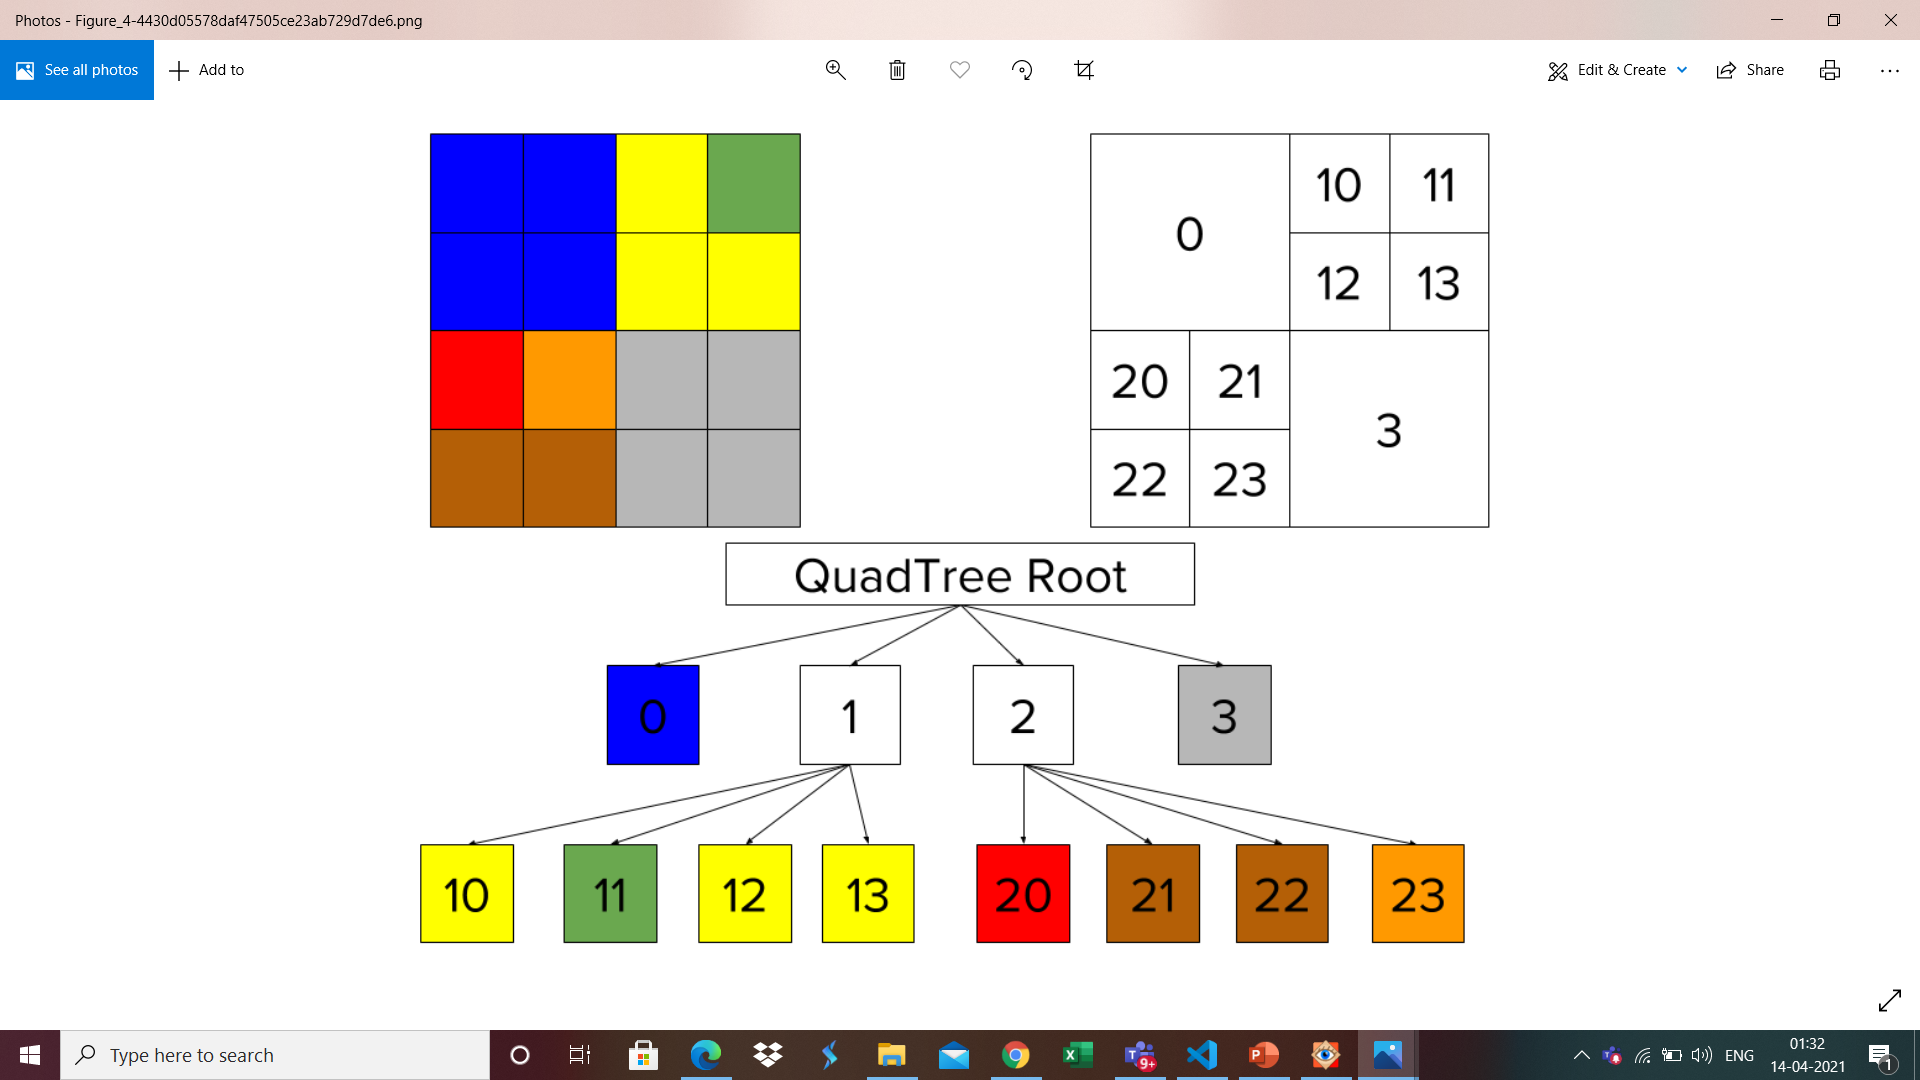 Photos - Figure_4-4430d05578daf47505ce23ab729d7de6.png
See all photos
Add to
Edit & Create
Share
0
10 11
12 13
20 21
3
22 23
QuadTree Root
0 1 2 3
10 11 12 13 20 21 22 23
Type here to search
9+
ENG
01:32
14-04-2021
1